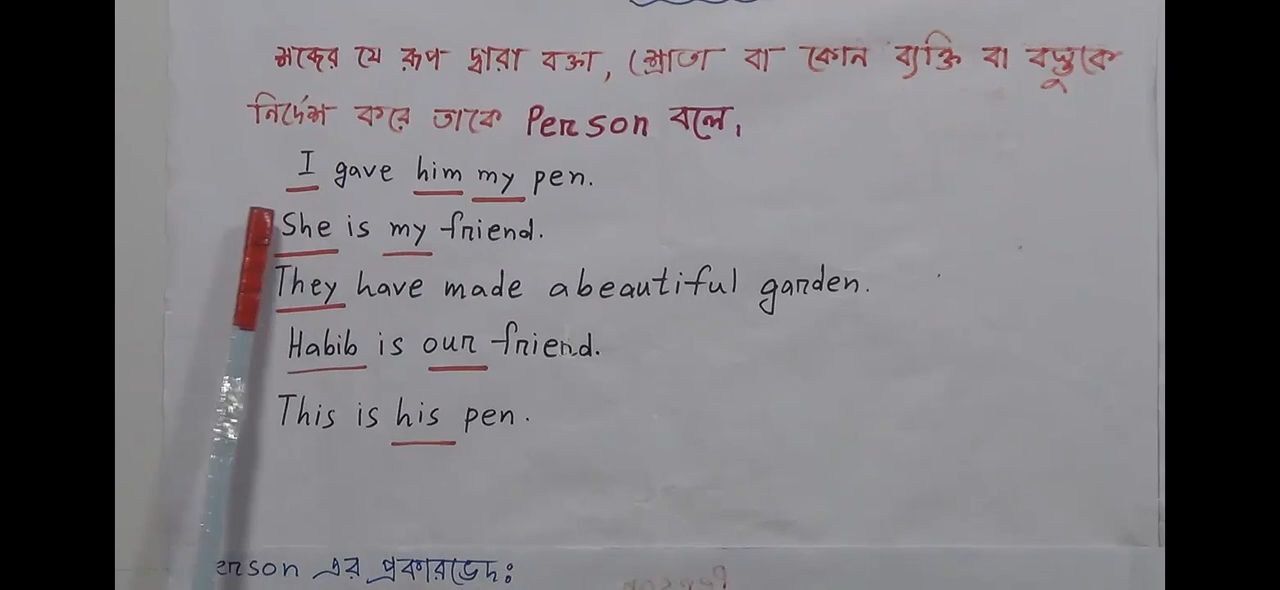 শব্দের যে রূপ দ্বারা বক্তা, শ্রোতা বা কোন ব্যক্তি বা বস্তুকে
নির্দেশ করে তাকে Person বলে।
I gave him my pen.
She is my friend.
They have made abeautiful garden.
Habib is our friend.
This is his pen.
erson এর প্রকারভেদঃ